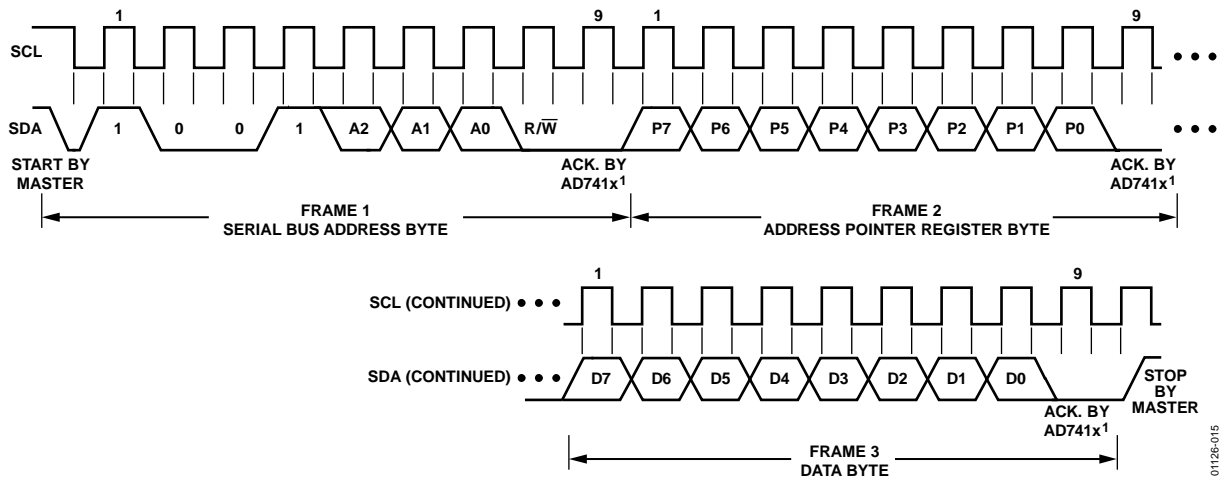 1 9 1 9
SCL
SDA 1 0 0 1 A2 A1 A0 R/W̅ P7 P6 P5 P4 P3 P2 P1 P0
START BY
MASTER
ACK. BY
AD741x1
ACK. BY
AD741x1
FRAME 1
SERIAL BUS ADDRESS BYTE
FRAME 2
ADDRESS POINTER REGISTER BYTE
1 9
SCL (CONTINUED)
SDA (CONTINUED) D7 D6 D5 D4 D3 D2 D1 D0
STOP
BY
MASTER
ACK. BY
AD741x1
FRAME 3
DATA BYTE
01126-015